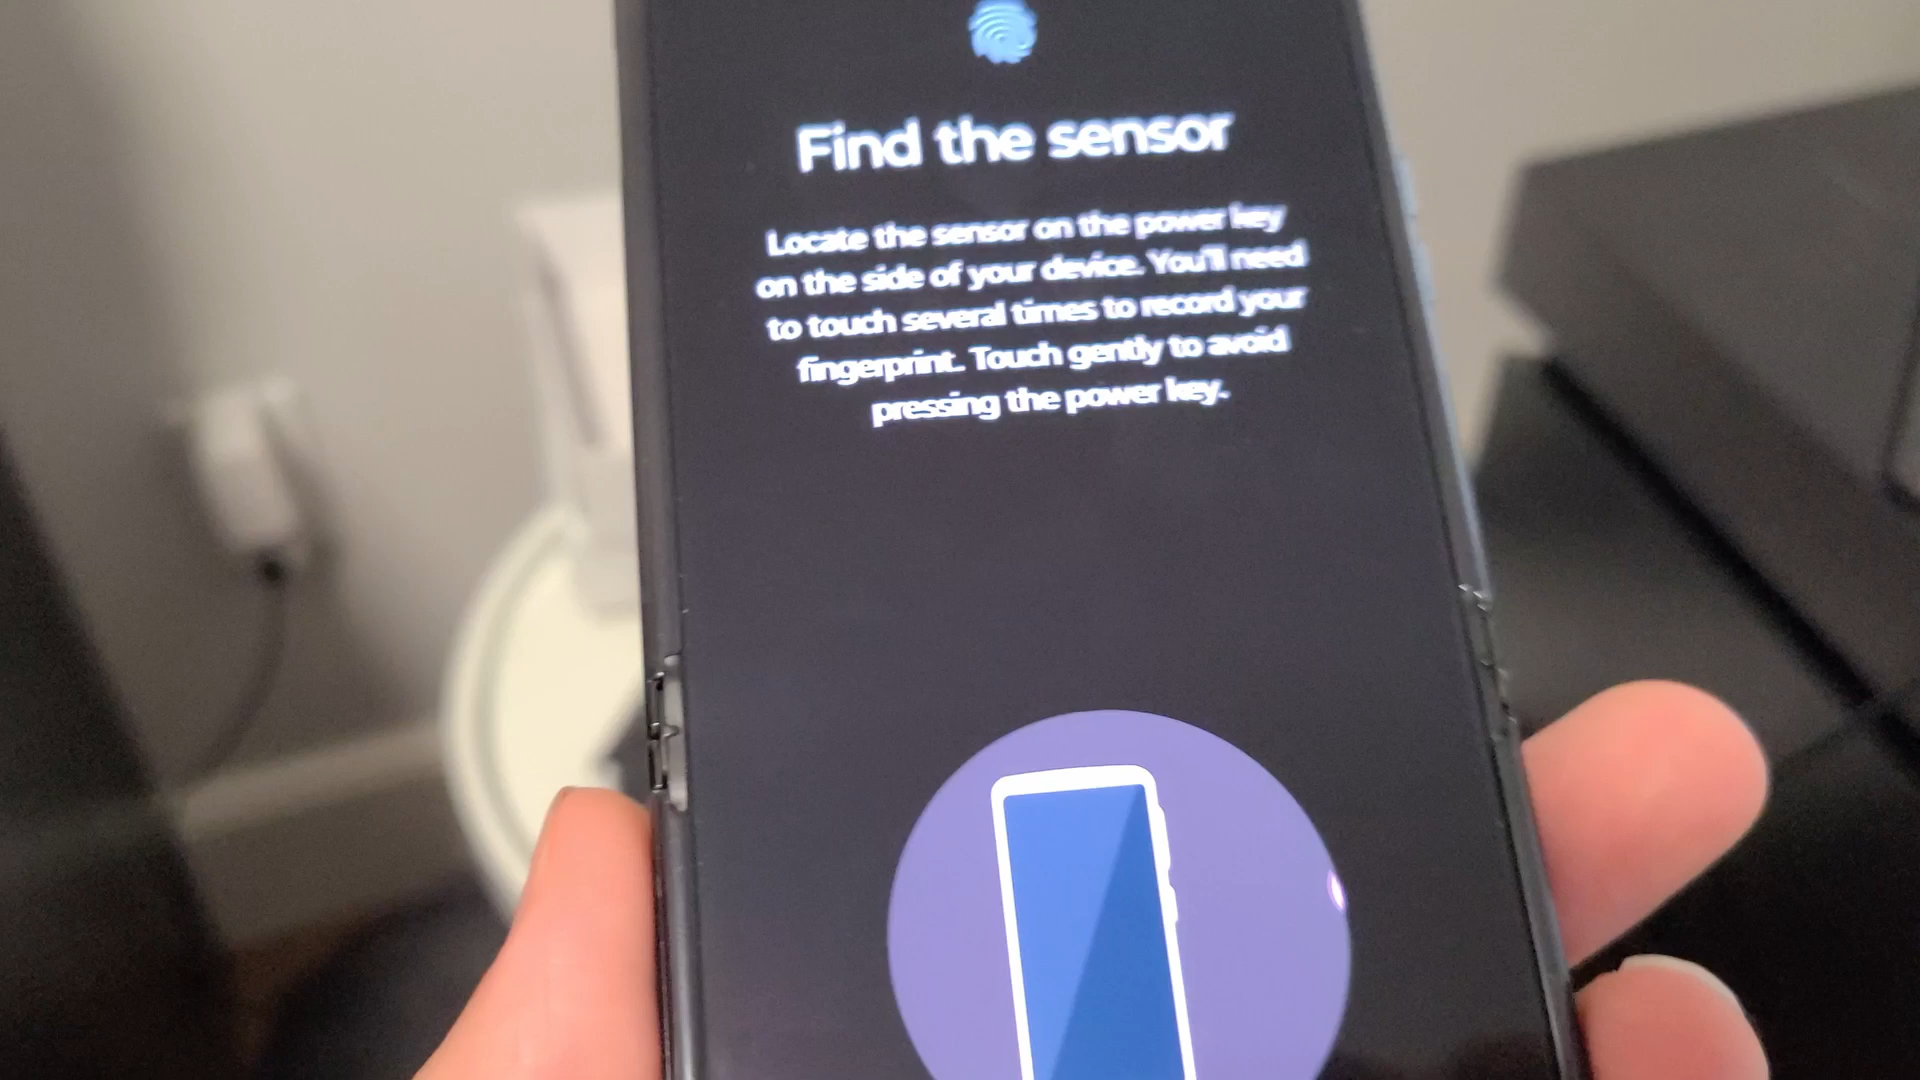 Find the sensor
Locate the sensor on the power key
on the side of your device. You'll need
to touch several times to record your
fingerprint. Touch gently to avoid
pressing the power key.